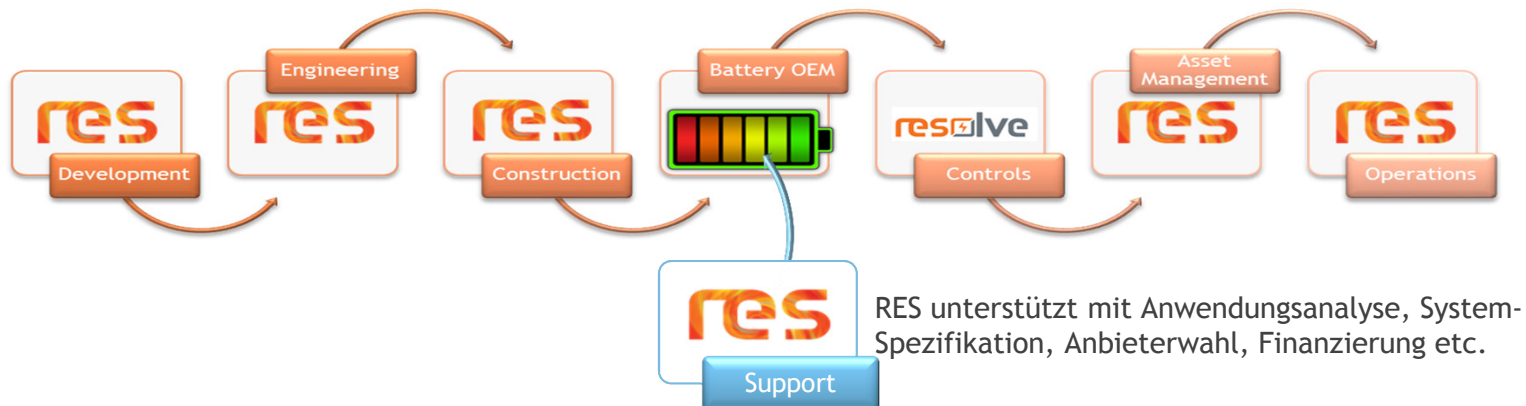 res
Development
Engineering
res
res
Construction
Battery OEM
resolve
Controls
Asset
Management
res
res
Operations
res
Support
RES unterstützt mit Anwendungsanalyse, System-
Spezifikation, Anbieterwahl, Finanzierung etc.